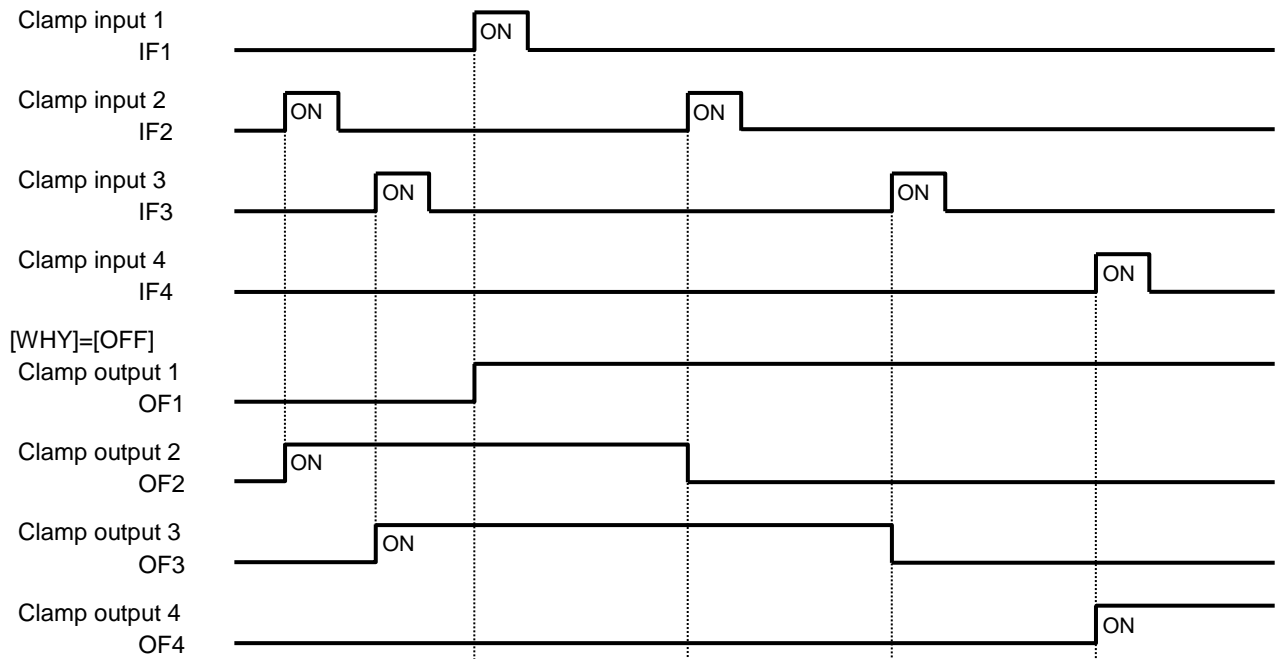 Clamp input 1
ON
IF1
Clamp input 2
ON
ON
IF2
Clamp input 3
ON
ON
IF3
Clamp input 4
ON
IF4
[WHY]=[OFF]
Clamp output 1
OF1
Clamp output 2
ON
OF2
Clamp output 3
ON
OF3
Clamp output 4
ON
OF4